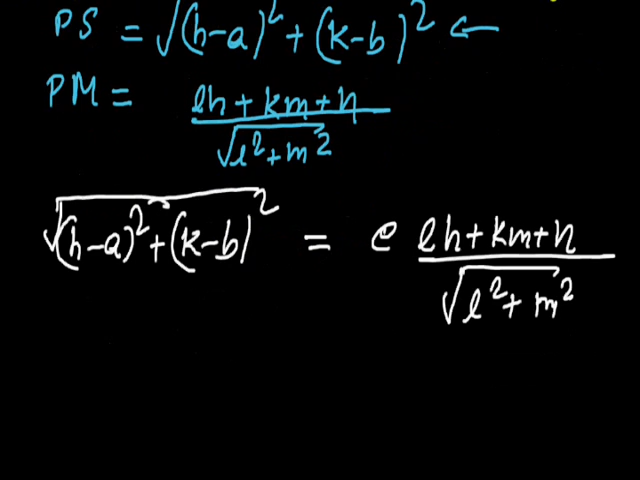 PS = √(h-a)² + (k-b)² ←
PM = lh + km + n / √l² + m²
√(h-a)² + (k-b)² = e lh + km + n / √l² + m²